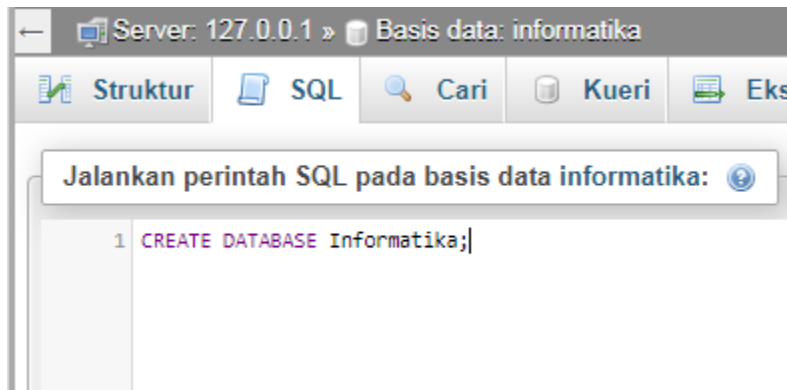 ← Server: 127.0.0.1 » Basis data: informatika
Struktur SQL Cari Kueri Eks
Jalankan perintah SQL pada basis data informatika:
1 CREATE DATABASE Informatika;